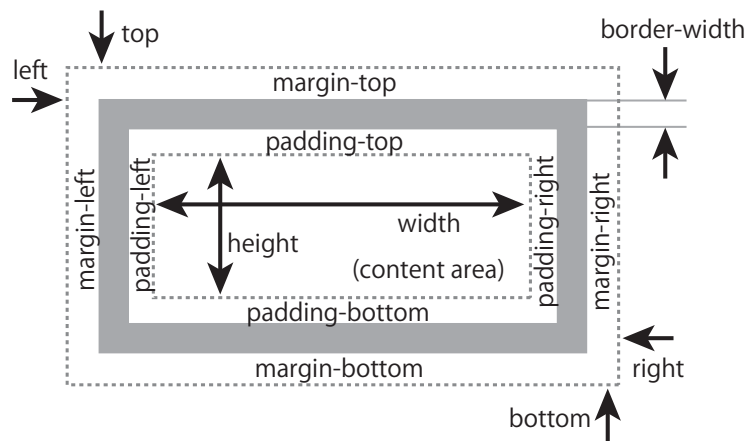 top
border-width
left
margin-top
padding-top
margin-left
padding-left
width
height
(content area)
padding-right
margin-right
padding-bottom
margin-bottom
right
bottom